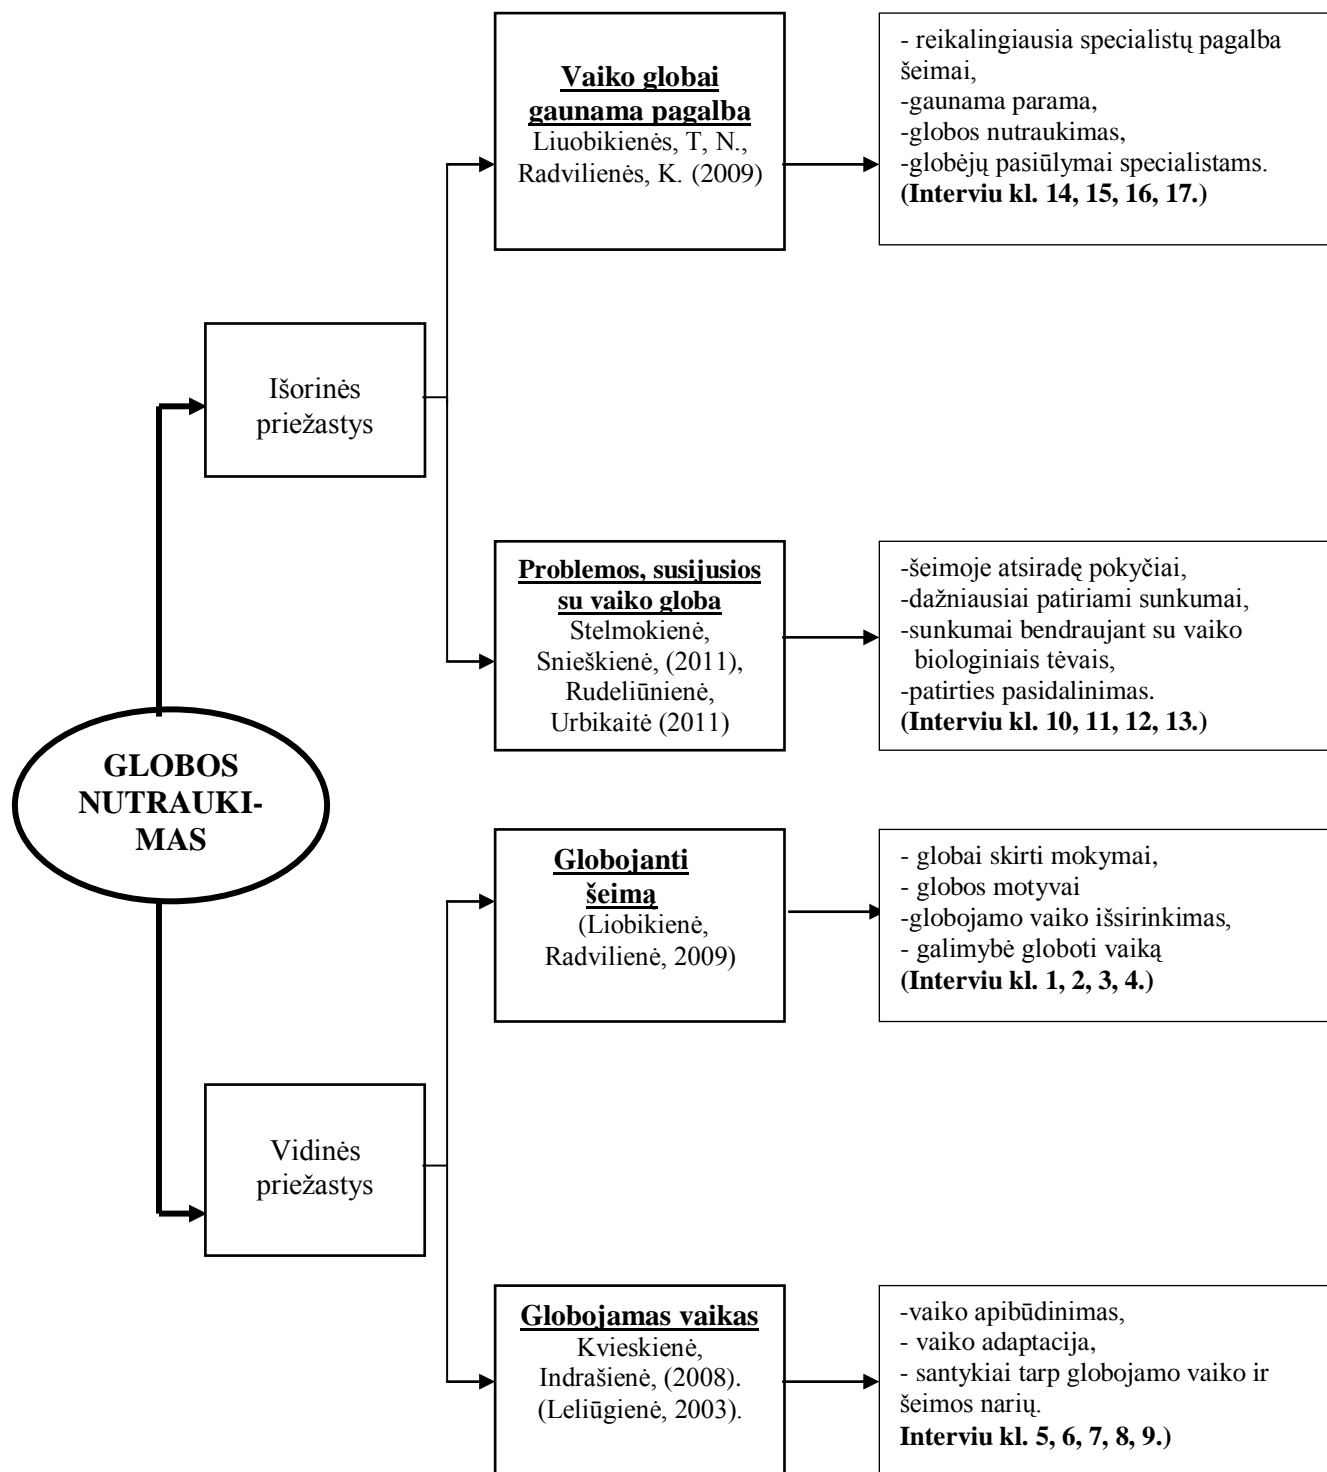 Vaiko globai
gaunama pagalba
Liuobikienės, T, N.,
Radvilienės, K. (2009)
- reikalingiausia specialistų pagalba
šeimai,
-gaunama parama,
-globos nutraukimas,
-globėjų pasiūlymai specialistams.
(Interviu kl. 14, 15, 16, 17.)
Išorinės
priežastys
Problemos, susijusios
su vaiko globa
Stelmokienė,
Snieškienė, (2011),
Rudeliūnienė,
Urbikaitė (2011)
-šeimoje atsiradę pokyčiai,
-dažniausiai patiriami sunkumai,
-sunkumai bendraujant su vaiko
biologiniais tėvais,
-patirties pasidalinimas.
(Interviu kl. 10, 11, 12, 13.)
GLOBOS
NUTRAUKI-
MAS
Globojanti
šeimą
(Liobikienė,
Radvilienė, 2009)
- globai skirti mokymai,
- globos motyvai
-globojamo vaiko išsirinkimas,
- galimybė globoti vaiką
(Interviu kl. 1, 2, 3, 4.)
Vidinės
priežastys
Globojamas vaikas
Kvieskienė,
Indrašienė, (2008).
(Leliūgienė, 2003).
-vaiko apibūdinimas,
- vaiko adaptacija,
- santykiai tarp globojamo vaiko ir
šeimos narių.
Interviu kl. 5, 6, 7, 8, 9.)